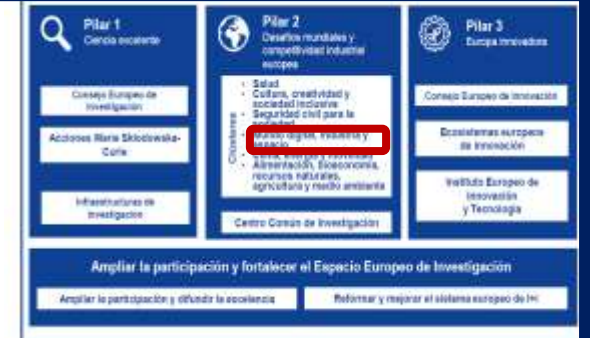 Pilar 1
Ciencia excelente
Consejo Europeo de
Investigación
Acciones Marie Skłodowska-
Curie
Infraestructuras de
Investigación
Pilar 2
Desafíos mundiales y
competitividad industrial
europea
Clústeres
• Salud
• Cultura, creatividad y
sociedad inclusiva
• Seguridad civil para la
sociedad
• Mundo digital, industria y
espacio
• Clima, energía y movilidad
• Alimentación, bioeconomía,
recursos naturales,
agricultura y medio ambiente
Centro Común de Investigación
Pilar 3
Europa innovadora
Consejo Europeo de Innovación
Ecosistemas europeos
de innovación
Instituto Europeo de
Innovación
y Tecnología
Ampliar la participación y fortalecer el Espacio Europeo de Investigación
Ampliar la participación y difundir la excelencia
Reformar y mejorar el sistema europeo de I+I